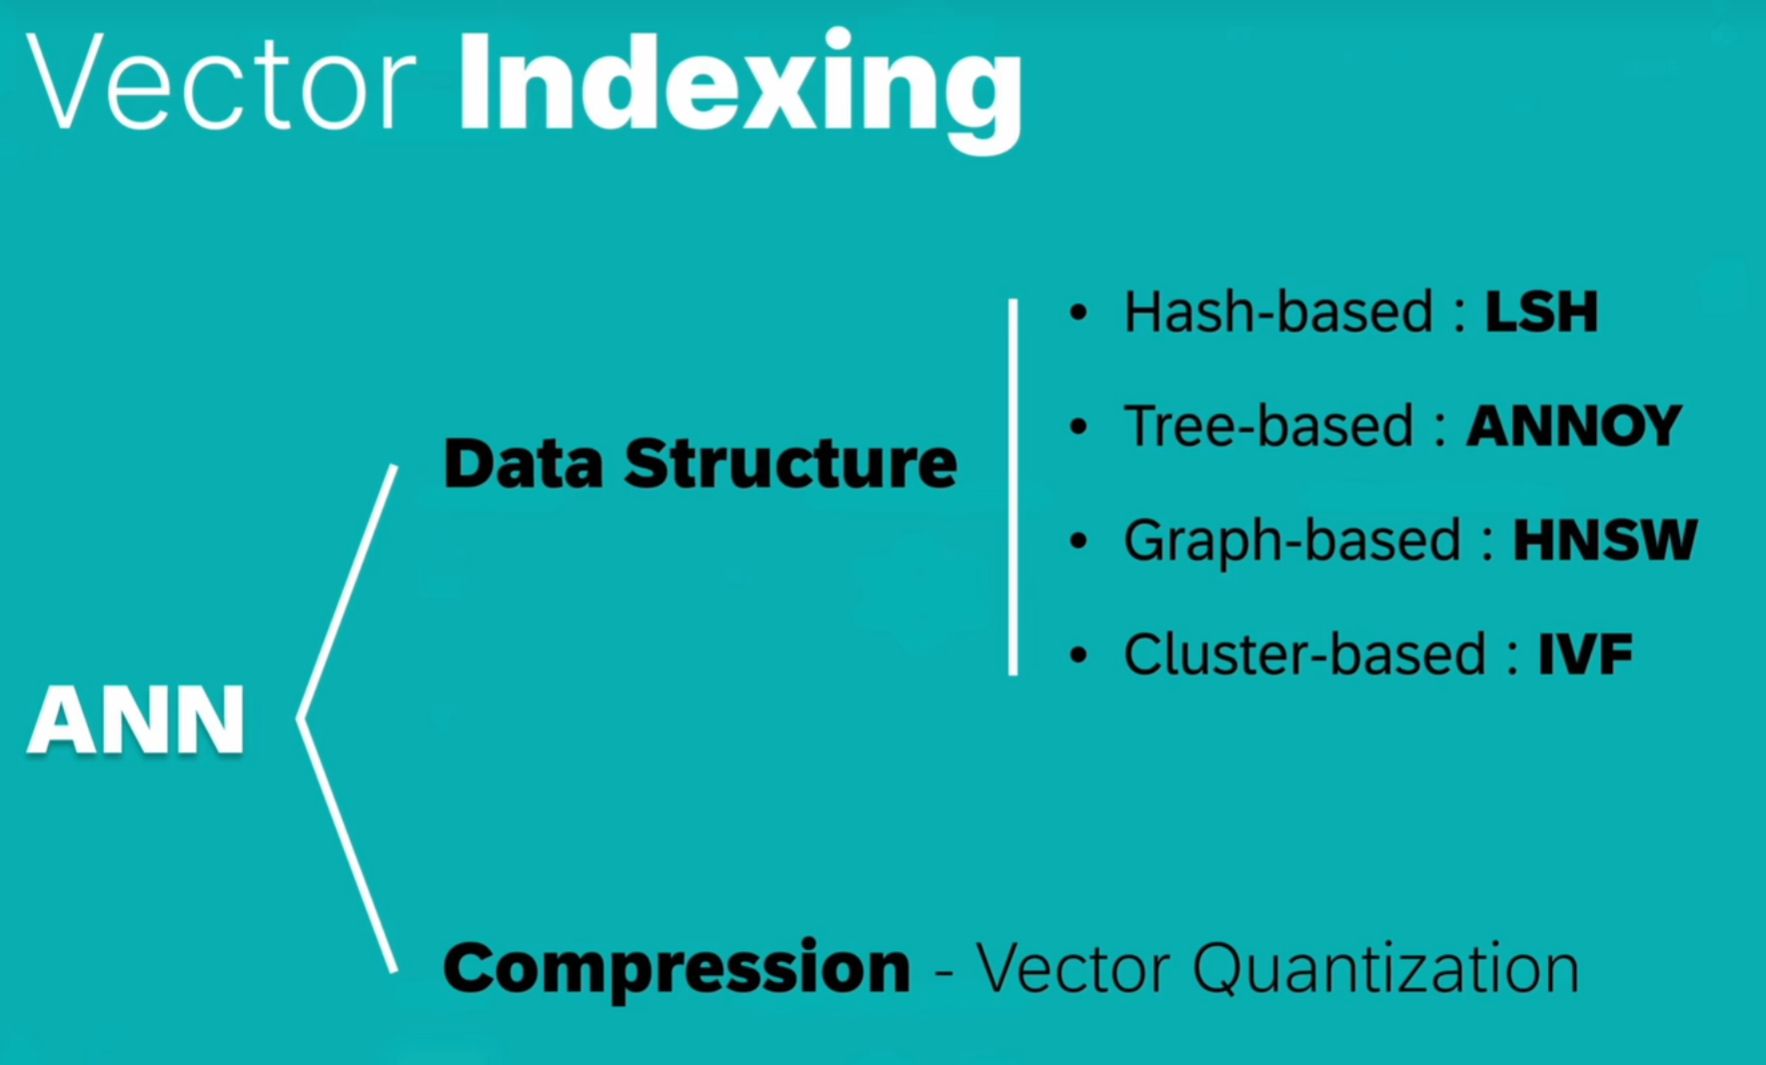 Vector Indexing
ANN
Data Structure
• Hash-based : LSH
• Tree-based : ANNOY
• Graph-based : HNSW
• Cluster-based : IVF
Compression - Vector Quantization